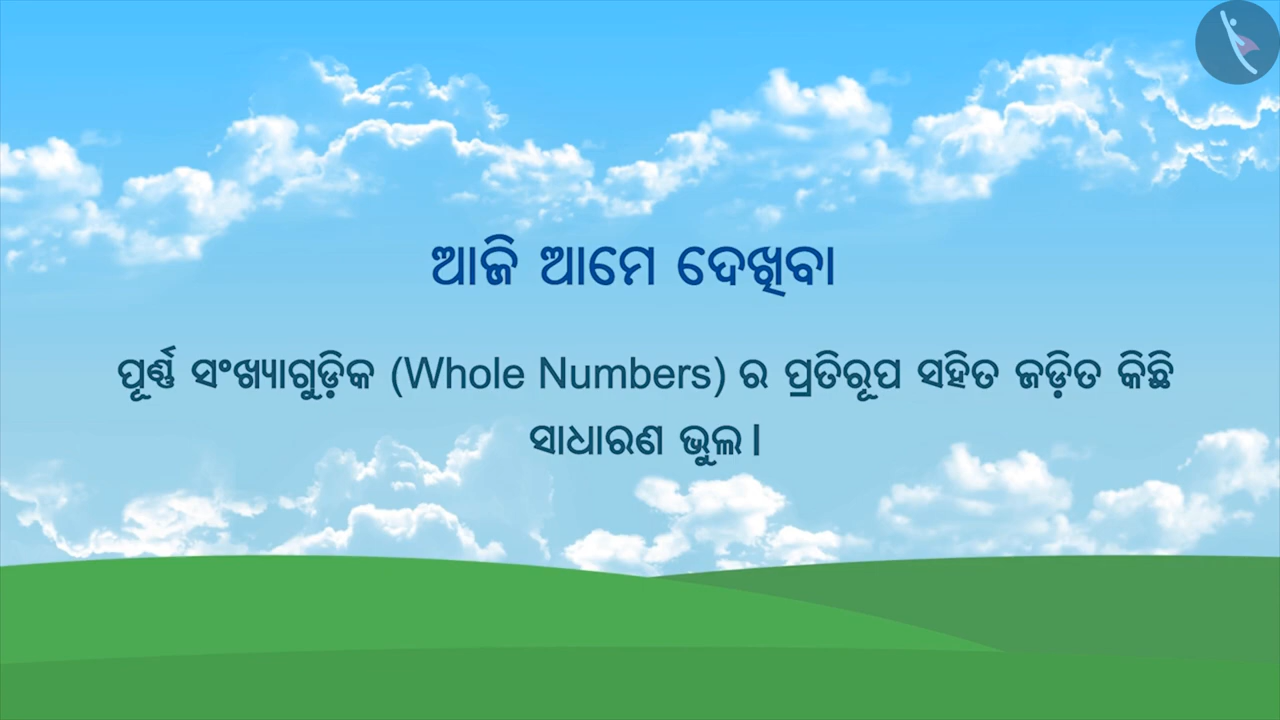 ଆଜି ଆମେ ଦେଖିବା
ପୂର୍ଣ୍ଣ ସଂଖ୍ୟାଗୁଡ଼ିକ (Whole Numbers) ର ପ୍ରତିରୂପ ସହିତ ଜଡ଼ିତ କିଛି
ସାଧାରଣ ଭୁଲ।